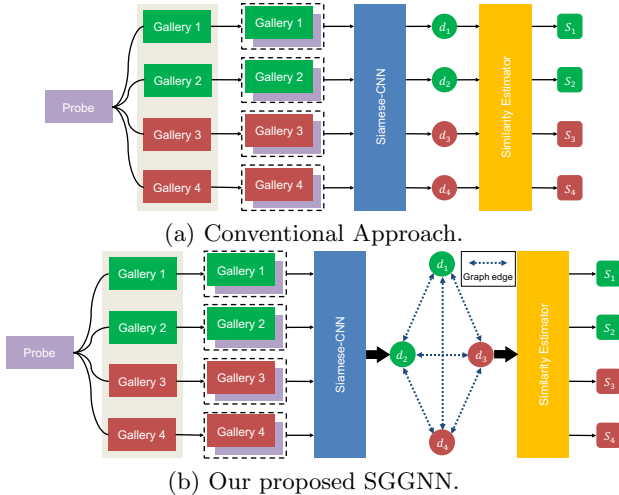 Gallery 1
Gallery 1
d₁
S₁
Gallery 2
Gallery 2
d₂
S₂
Probe
Siamese-CNN
Similarity Estimator
Gallery 3
Gallery 3
d₃
S₃
Gallery 4
Gallery 4
d₄
S₄
(a) Conventional Approach.
Gallery 1
Gallery 1
d₁
Graph edge
S₁
Gallery 2
Gallery 2
S₂
Probe
Siamese-CNN
d₂
d₃
Similarity Estimator
Gallery 3
Gallery 3
S₃
Gallery 4
Gallery 4
d₄
S₄
(b) Our proposed SGGNN.